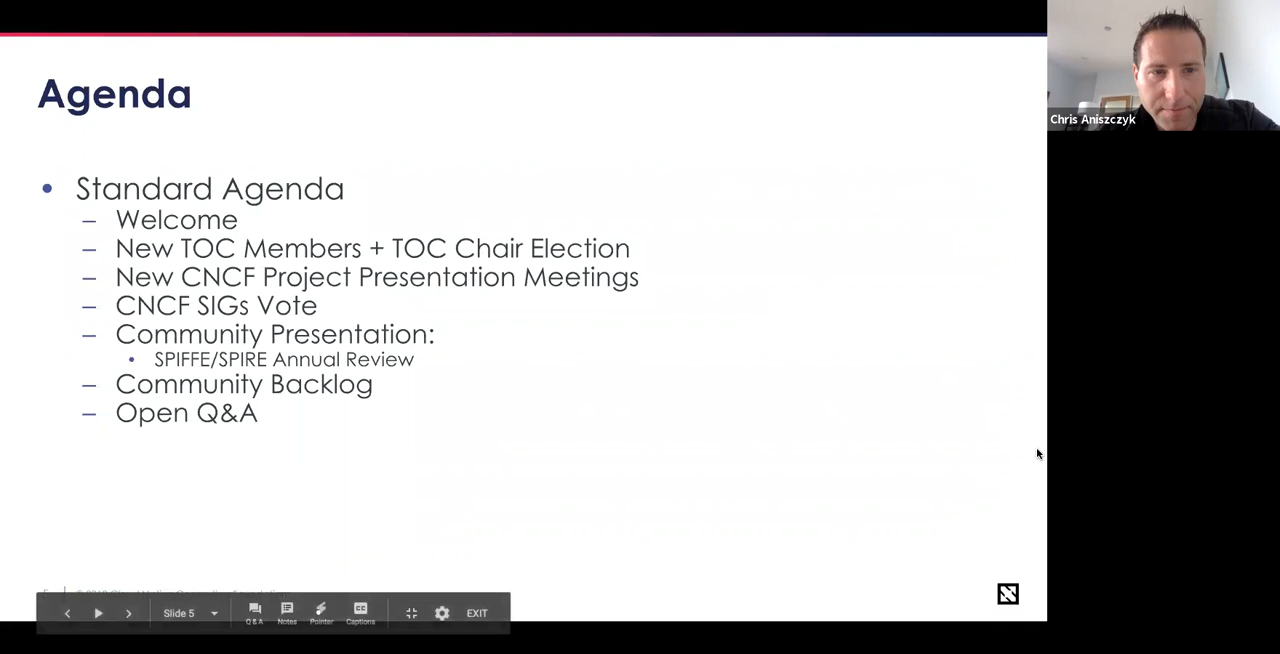 Agenda
Chris Aniszczyk
• Standard Agenda
– Welcome
– New TOC Members + TOC Chair Election
– New CNCF Project Presentation Meetings
– CNCF SIGs Vote
– Community Presentation:
• SPIFFE/SPIRE Annual Review
– Community Backlog
– Open Q&A
Slide 5
Q & A
Notes
Pointer
Captions
EXIT